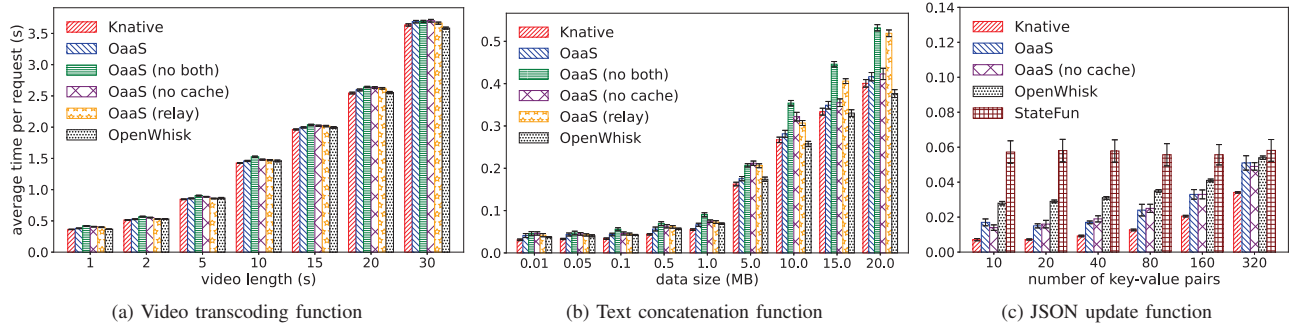 average time per request (s)
3.5
3.0
2.5
2.0
1.5
1.0
0.5
0.0
Knative
OaaS
OaaS (no both)
OaaS (no cache)
OaaS (relay)
OpenWhisk
1 2 5 10 15 20 30
video length (s)
(a) Video transcoding function
0.5
0.4
0.3
0.2
0.1
0.0
Knative
OaaS
OaaS (no both)
OaaS (no cache)
OaaS (relay)
OpenWhisk
0.01 0.05 0.1 0.5 1.0 5.0 10.0 15.0 20.0
data size (MB)
(b) Text concatenation function
0.14
0.12
0.10
0.08
0.06
0.04
0.02
0.00
Knative
OaaS
OaaS (no cache)
OpenWhisk
StateFun
10 20 40 80 160 320
number of key-value pairs
(c) JSON update function